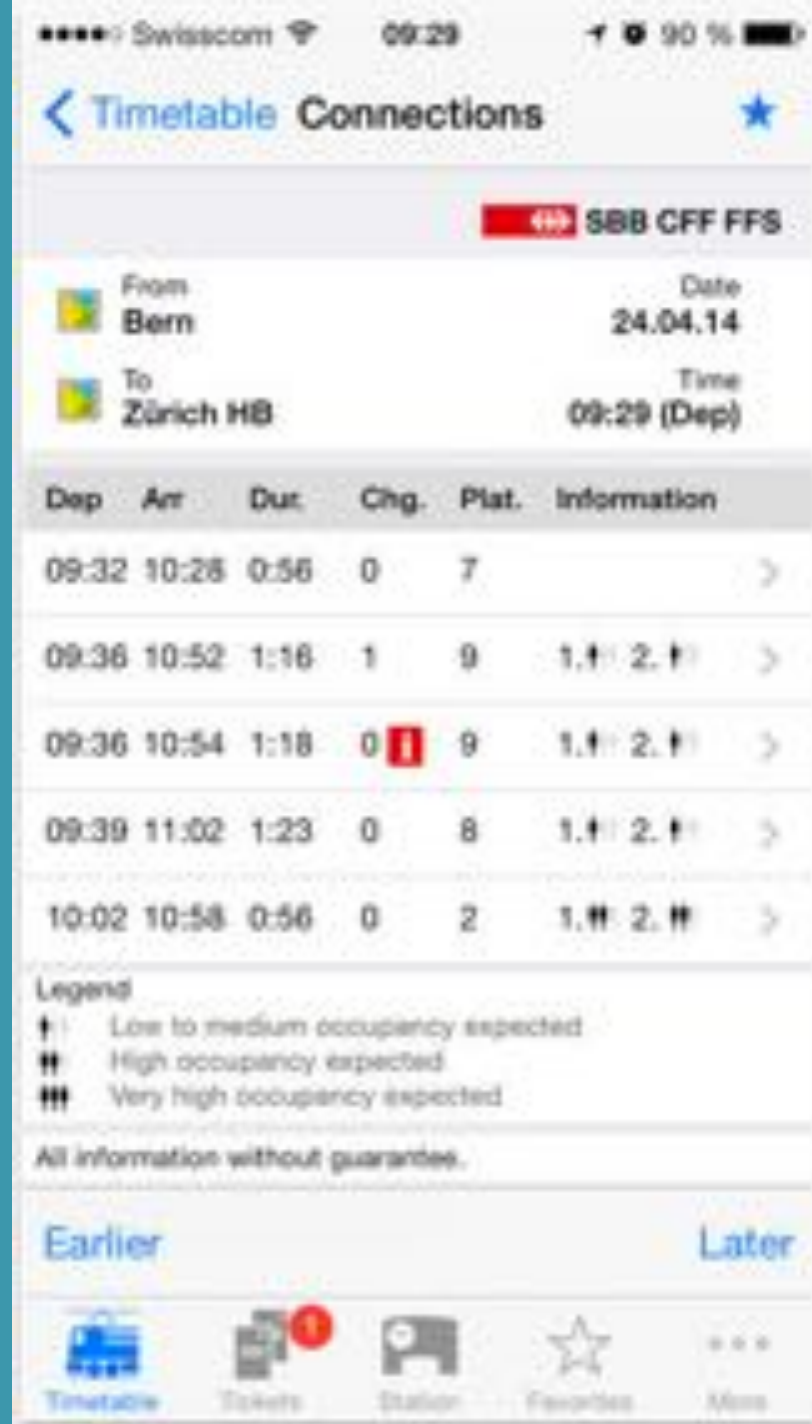 Swisscom 09:29 90 %
Timetable Connections
SBB CFF FFS
From Date
Bern 24.04.14
To Time
Zürich HB 09:29 (Dep)
Dep Arr Dur. Chg. Plat. Information
09:32 10:28 0:56 0 7
09:36 10:52 1:16 1 9 1. 2.
09:36 10:54 1:18 0 9 1. 2.
09:39 11:02 1:23 0 8 1. 2.
10:02 10:58 0:56 0 2 1. 2.
Legend
Low to medium occupancy expected
High occupancy expected
Very high occupancy expected
All information without guarantee.
Earlier Later
1
Timetable Tickets Station Favorites More